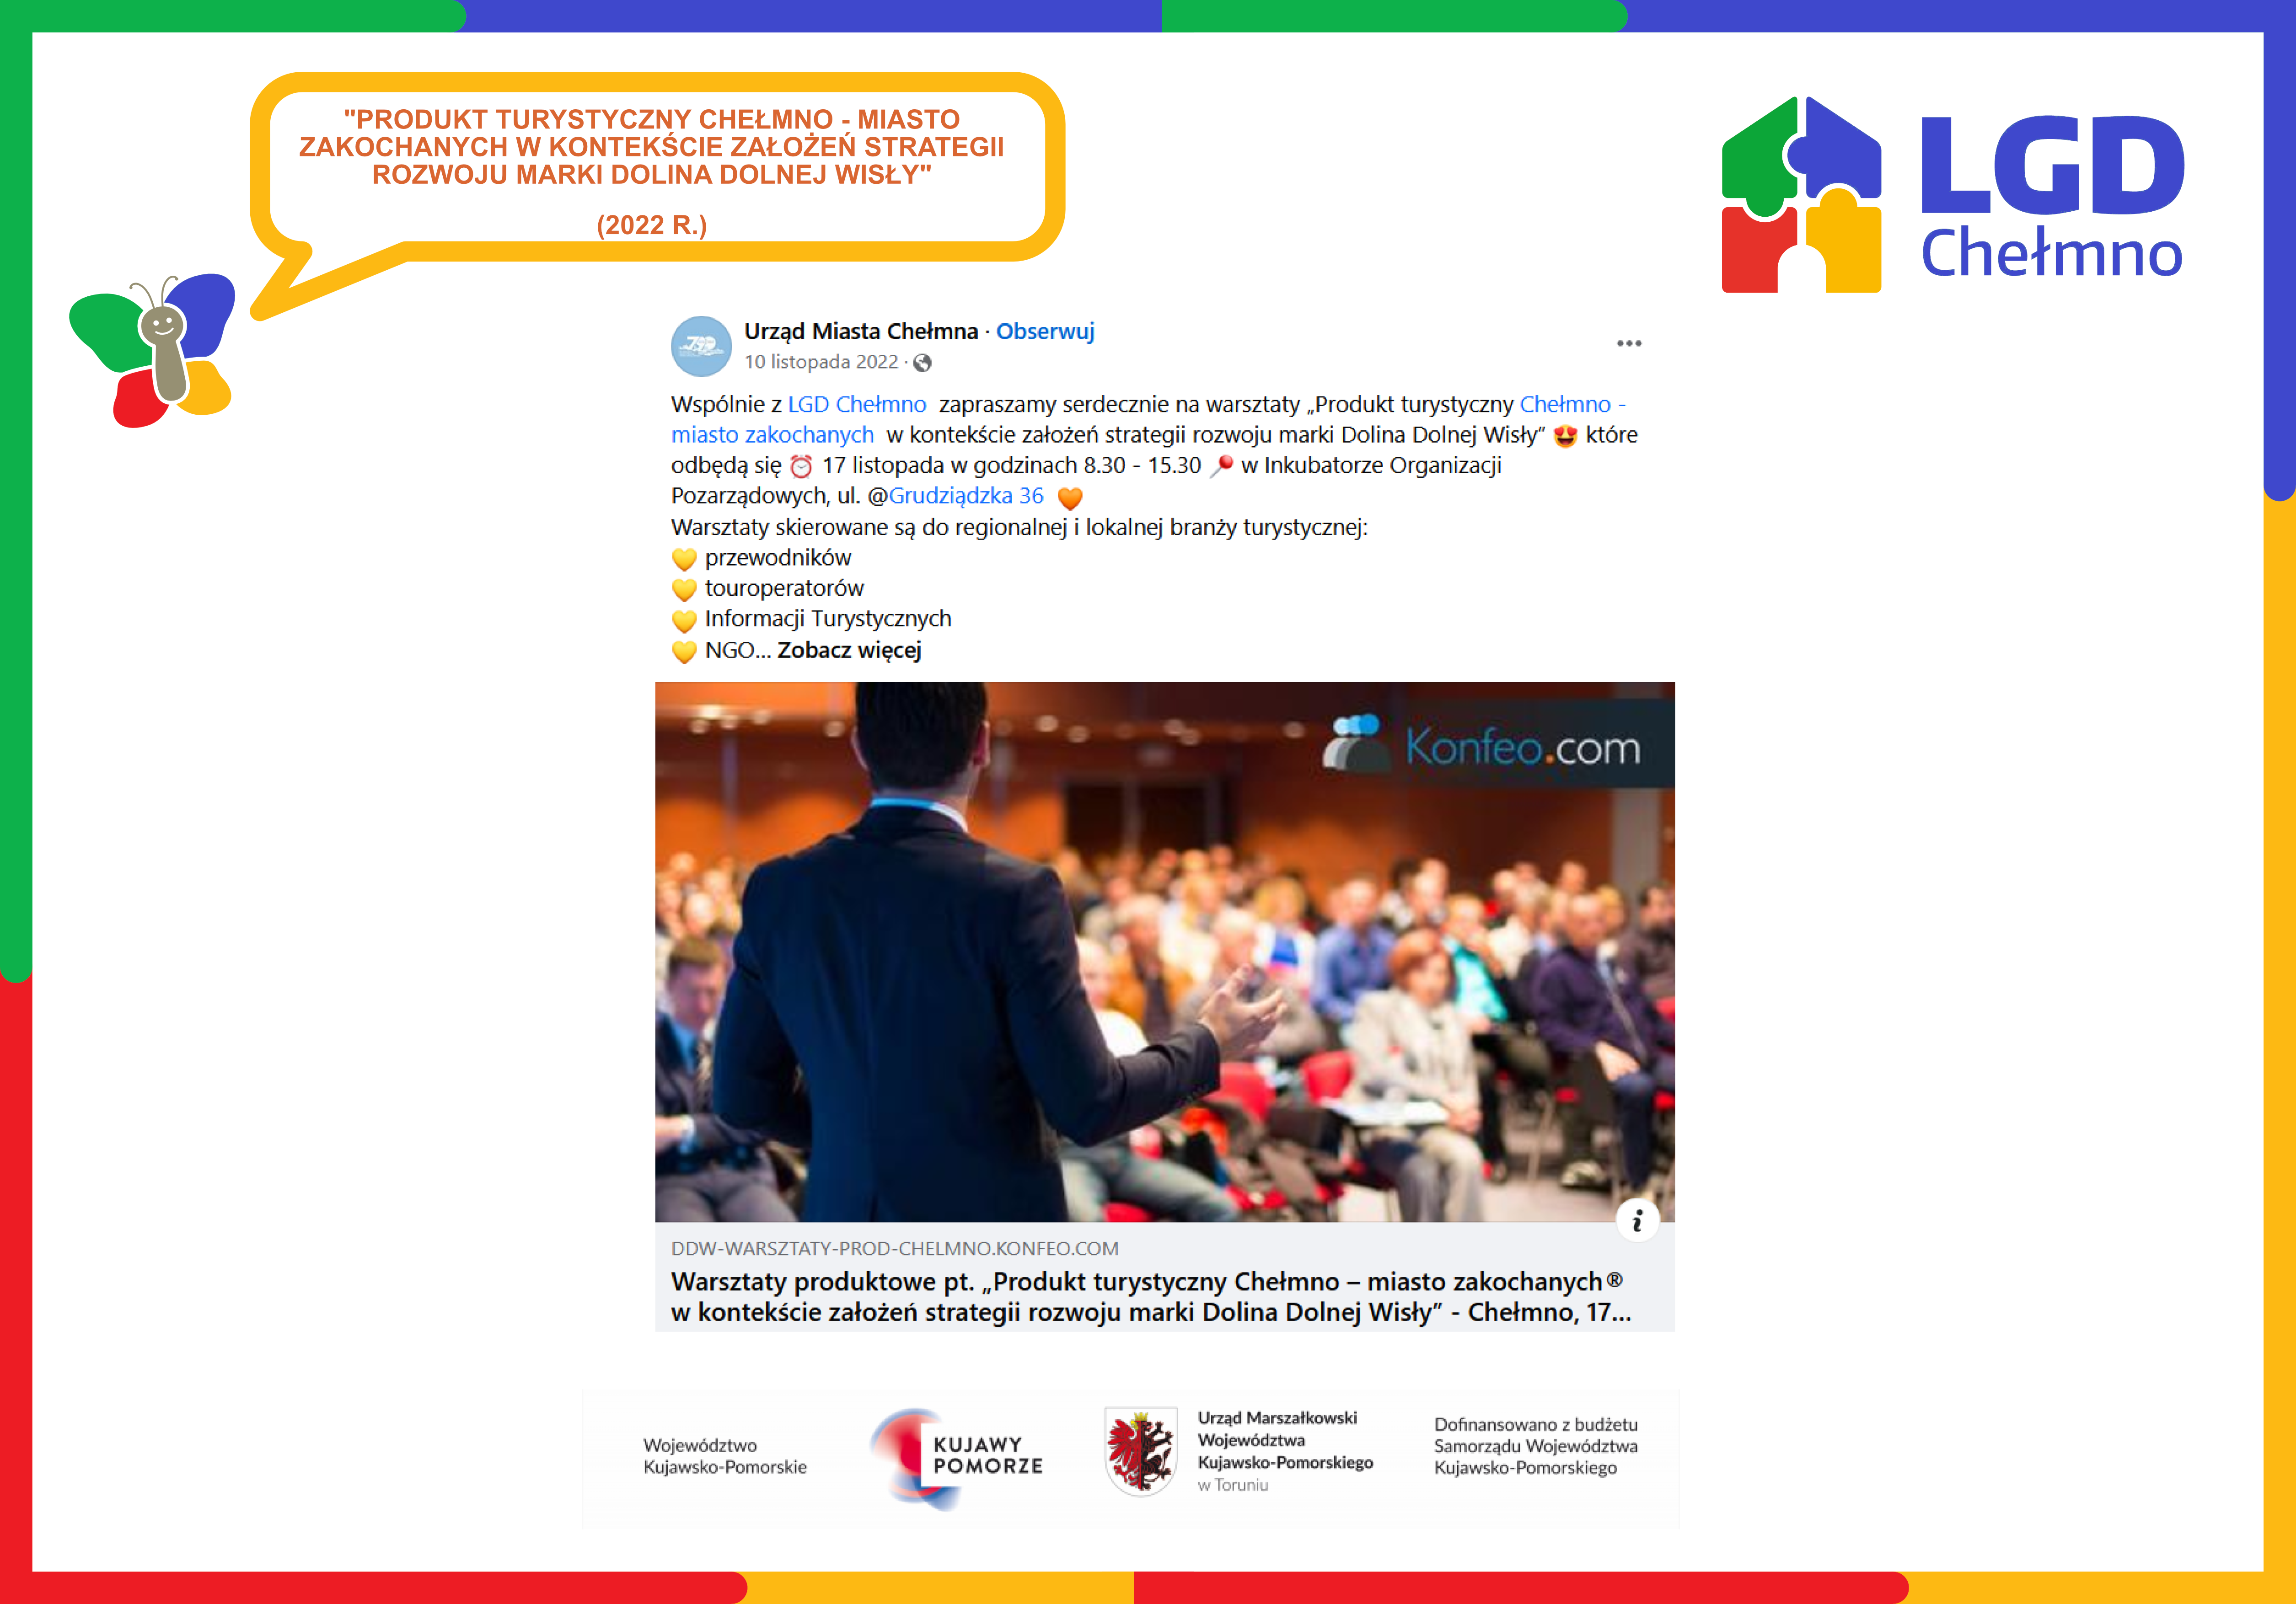 "PRODUKT TURYSTYCZNY CHEŁMNO - MIASTO
ZAKOCHANYCH W KONTEKŚCIE ZAŁOŻEŃ STRATEGII
ROZWOJU MARKI DOLINA DOLNEJ WISŁY"
(2022 R.)
LGD
Chełmno
Urząd Miasta Chełmna · Obserwuj
10 listopada 2022 ·
Wspólnie z LGD Chełmno zapraszamy serdecznie na warsztaty „Produkt turystyczny Chełmno -
miasto zakochanych w kontekście założeń strategii rozwoju marki Dolina Dolnej Wisły” 😍 które
odbędą się ⏰ 17 listopada w godzinach 8.30 - 15.30 📍 w Inkubatorze Organizacji
Pozarządowych, ul. @Grudziądzka 36 🧡
Warsztaty skierowane są do regionalnej i lokalnej branży turystycznej:
💛 przewodników
💛 touroperatorów
💛 Informacji Turystycznych
💛 NGO... Zobacz więcej
Konfeo.com
DDW-WARSZTATY-PROD-CHELMNO.KONFEO.COM
Warsztaty produktowe pt. „Produkt turystyczny Chełmno – miasto zakochanych®
w kontekście założeń strategii rozwoju marki Dolina Dolnej Wisły” - Chełmno, 17...
Województwo
Kujawsko-Pomorskie
KUJAWY
POMORZE
Urząd Marszałkowski
Województwa
Kujawsko-Pomorskiego
w Toruniu
Dofinansowano z budżetu
Samorządu Województwa
Kujawsko-Pomorskiego